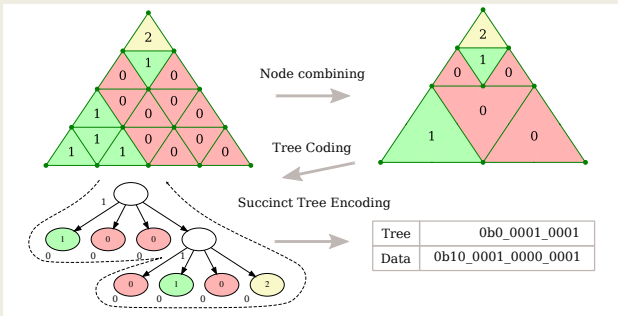 2
1
0 0
0 0
1 0 0
1 0 0
1 1 0 0
Node combining
2
1
0 0
0
1 0
Tree Coding
Succinct Tree Encoding
1
1 0 0
0 0 0 1
0 1 0 2
0 0 0 0
Tree 0b0_0001_0001
Data 0b10_0001_0000_0001